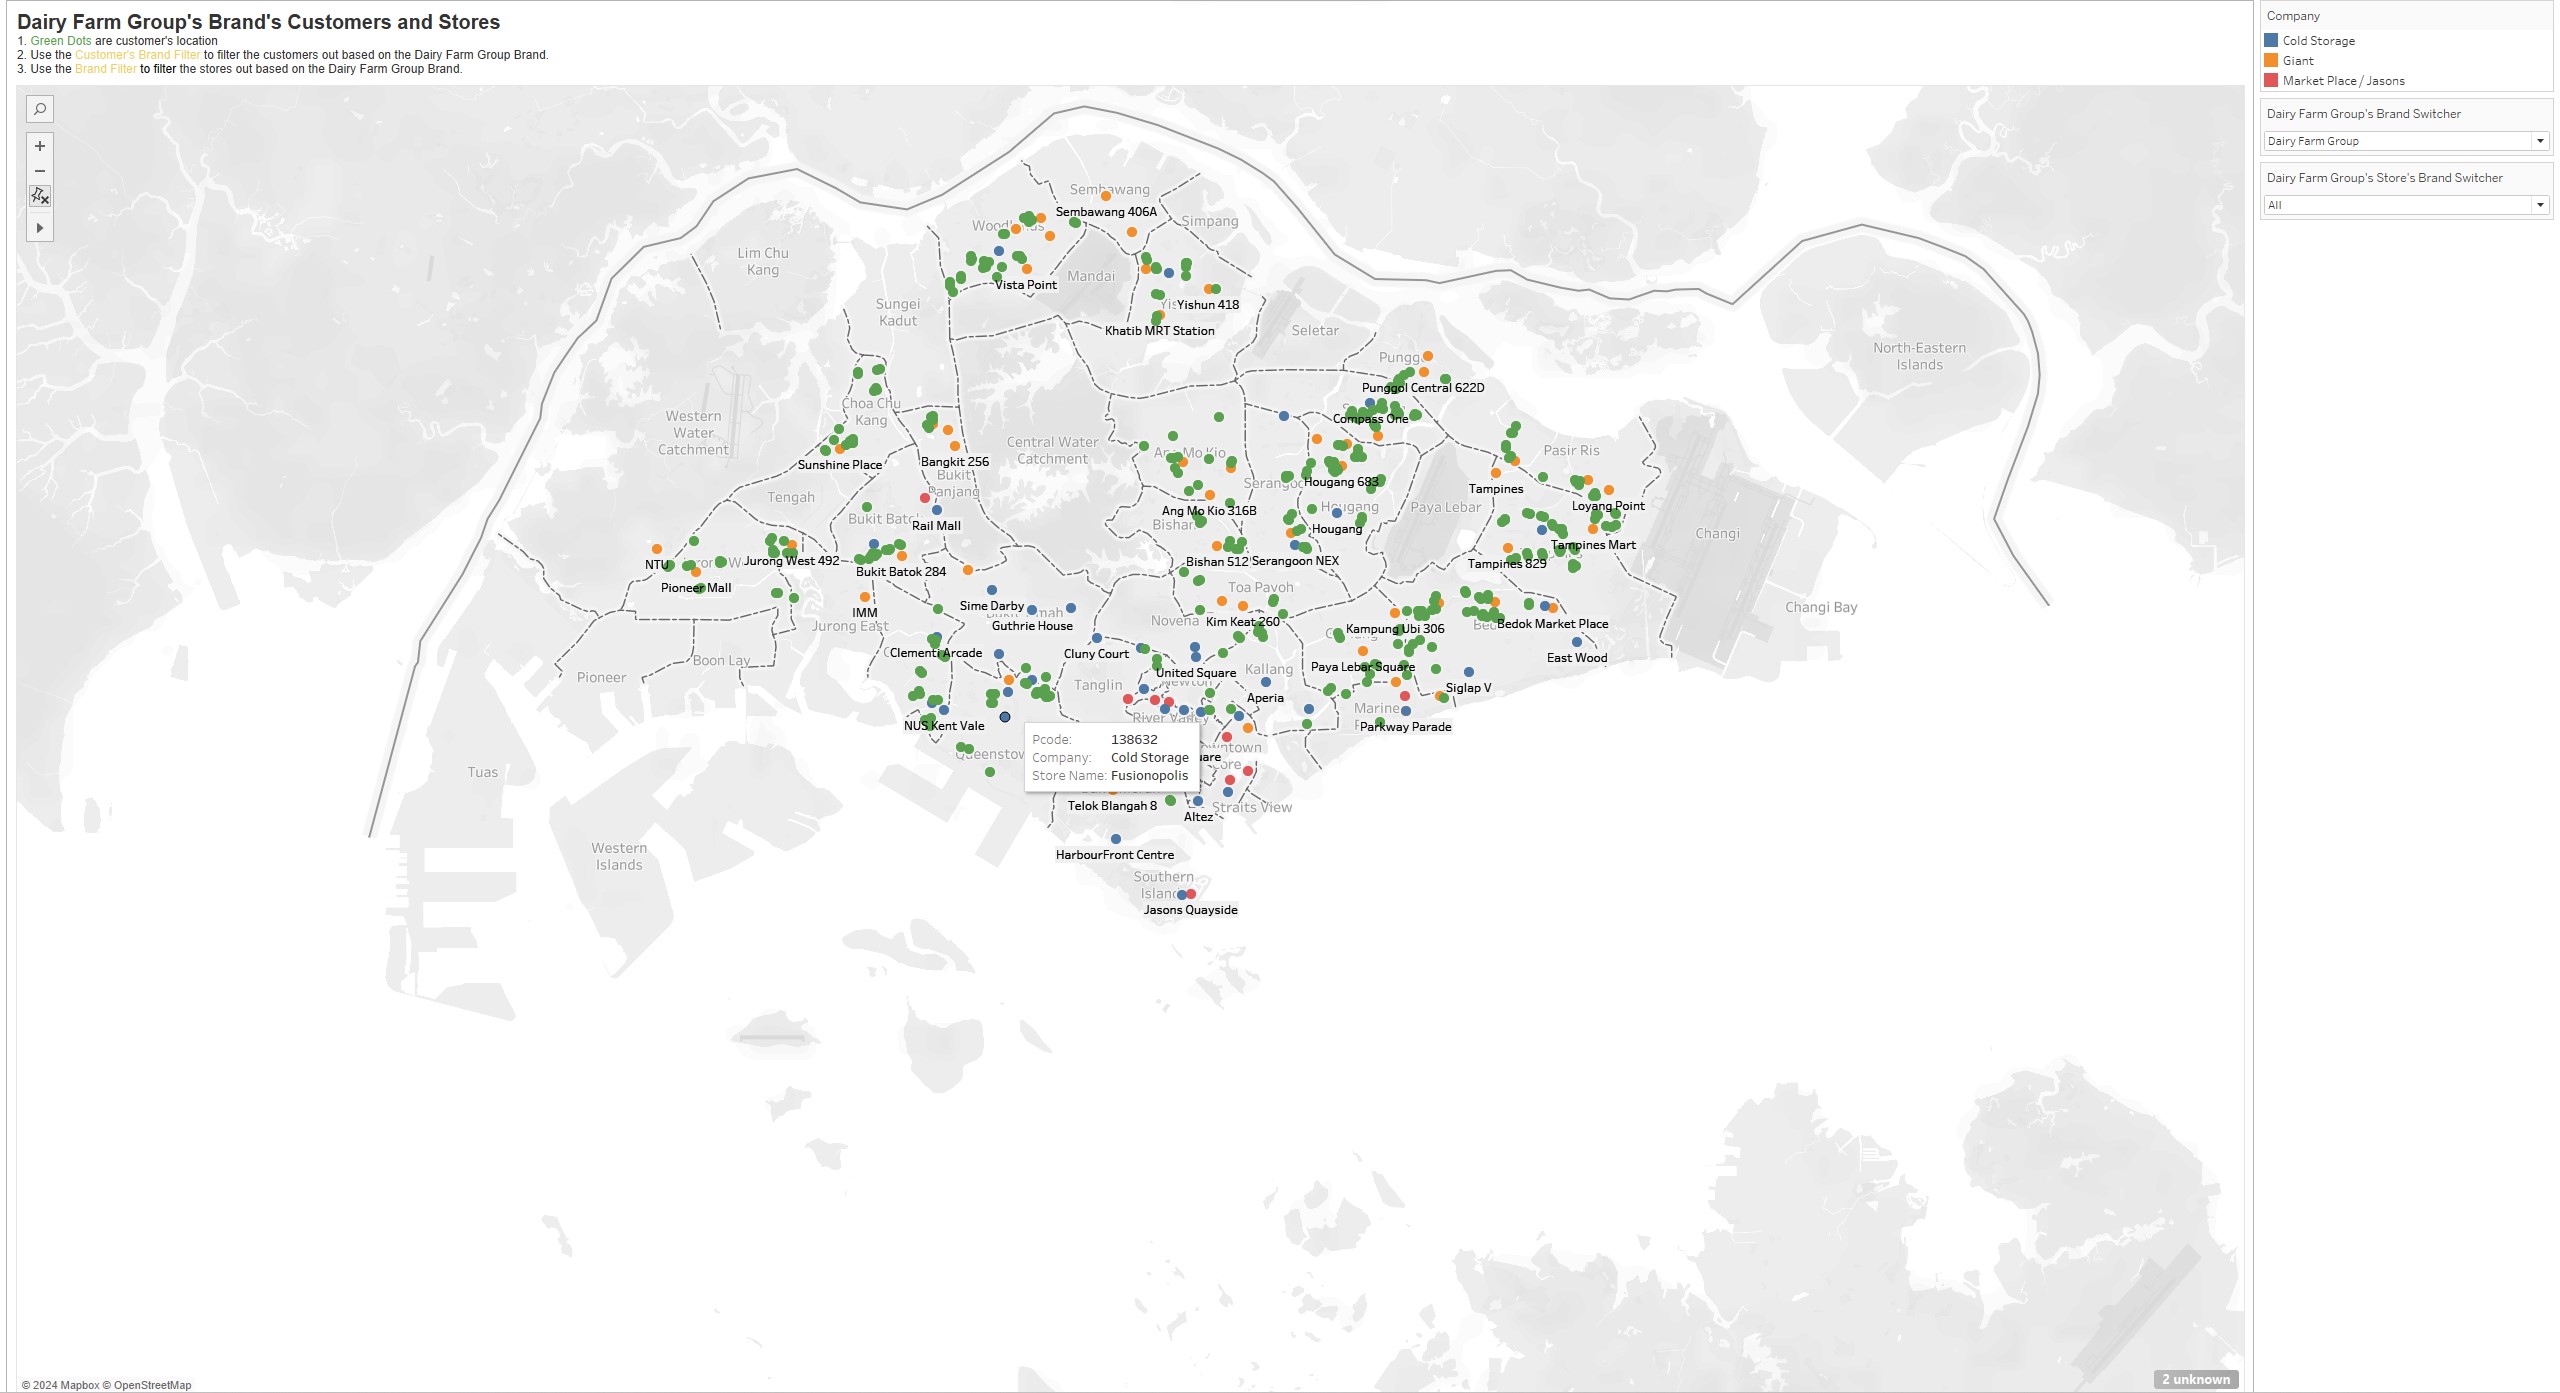 Dairy Farm Group's Brand's Customers and Stores
1. Green Dots are customer's location
2. Use the Customer's Brand Filter to filter the customers out based on the Dairy Farm Group Brand.
3. Use the Brand Filter to filter the stores out based on the Dairy Farm Group Brand.
Company
Cold Storage
Giant
Market Place / Jasons
Dairy Farm Group's Brand Switcher
Dairy Farm Group
Dairy Farm Group's Store's Brand Switcher
All
Sembawang
Sembawang 406A
Simpang
Lim Chu
Kang
Mandai
Vista Point
Sungei
Kadut
Yishun 418
Khatib MRT Station
Seletar
North-Eastern
Islands
Punggol Central 622D
Choa Chu
Kang
Compass One
Western
Water
Catchment
Central Water
Catchment
Ang Mo Kio
Pasir Ris
Sunshine Place
Bangkit 256
Bukit
Panjang
Hougang 683
Tampines
Tengah
Loyang Point
Ang Mo Kio 316B
Hougang
Paya Lebar
Bukit
Rail Mall
Bishan
Hougang
Changi
Tampines Mart
NTU
Jurong West 492
Bukit Batok 284
Bishan 512
Serangoon NEX
Tampines 829
Pioneer Mall
Toa Payoh
IMM
Sime Darby
Guthrie House
Changi Bay
Jurong East
Novena
Kim Keat 260
Kampung Ubi 306
Bedok Market Place
Clementi Arcade
Cluny Court
East Wood
Boon Lay
United Square
Kallang
Paya Lebar Square
Pioneer
Tanglin
Newton
Aperia
Siglap V
NUS Kent Vale
River Valley
Marine
Parkway Parade
Pcode: 138632
Company: Cold Storage
Store Name: Fusionopolis
Tuas
Telok Blangah 8
Straits View
Altez
Western
Islands
HarbourFront Centre
Southern
Jasons Quayside
© 2024 Mapbox © OpenStreetMap
2 unknown